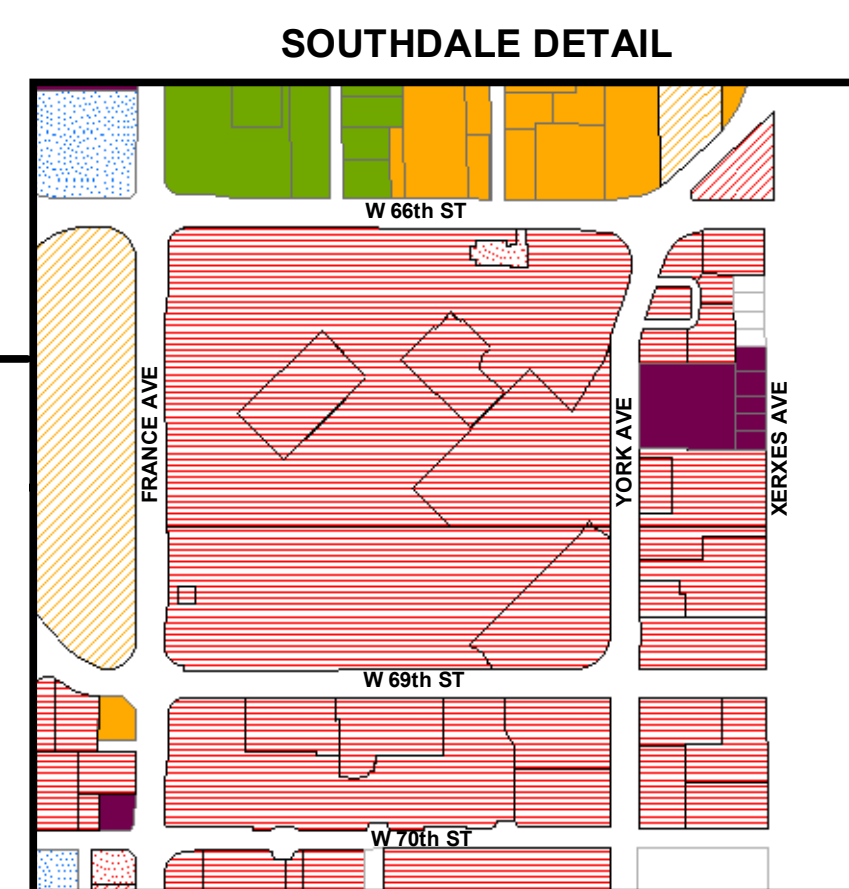 SOUTHDALE DETAIL
W 66th ST
FRANCE AVE
YORK AVE
XERXES AVE
W 69th ST
W 70th ST